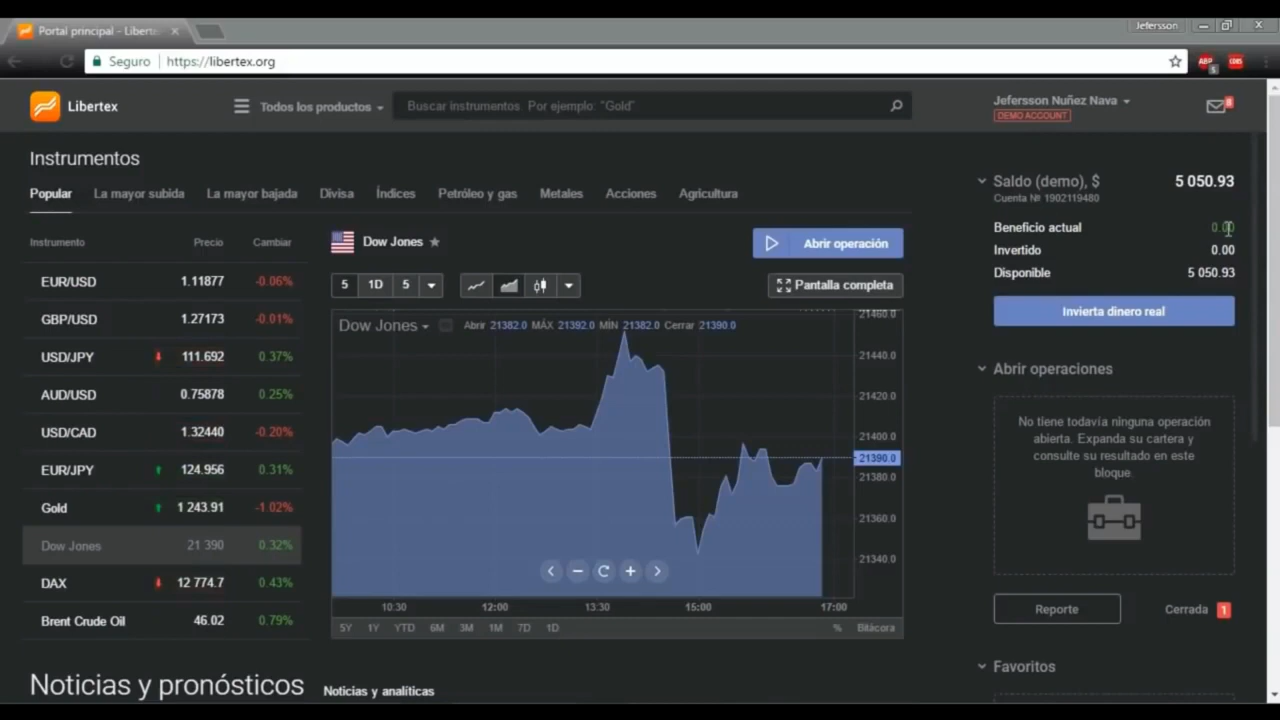 Portal principal - Liberte
Jefersson
Seguro https://libertex.org
ABP
5
Libertex
Todos los productos
Buscar instrumentos Por ejemplo: "Gold"
Jefersson Nuñez Nava
DEMO ACCOUNT
8
Instrumentos
Popular La mayor subida La mayor bajada Divisa Índices Petróleo y gas Metales Acciones Agricultura
Instrumento Precio Cambiar
EUR/USD 1.11877 -0.06%
GBP/USD 1.27173 -0.01%
USD/JPY 111.692 0.37%
AUD/USD 0.75878 0.25%
USD/CAD 1.32440 -0.20%
EUR/JPY 124.956 0.31%
Gold 1 243.91 -1.02%
Dow Jones 21 390 0.32%
DAX 12 774.7 0.43%
Brent Crude Oil 46.02 0.79%
Dow Jones
Abrir operación
5 1D 5
Pantalla completa
Dow Jones Abrir 21382.0 MÁX 21392.0 MÍN 21382.0 Cerrar 21390.0
21460.0
21440.0
21420.0
21400.0
21390.0
21380.0
21360.0
21340.0
10:30 12:00 13:30 15:00 17:00
5Y 1Y YTD 6M 3M 1M 7D 1D % Bitácora
Saldo (demo), $ 5 050.93
Cuenta № 1902119480
Beneficio actual 0.00
Invertido 0.00
Disponible 5 050.93
Invierta dinero real
Abrir operaciones
No tiene todavía ninguna operación
abierta. Expanda su cartera y
consulte su resultado en este
bloque.
Reporte Cerrada 1
Favoritos
Noticias y pronósticos
Noticias y analíticas